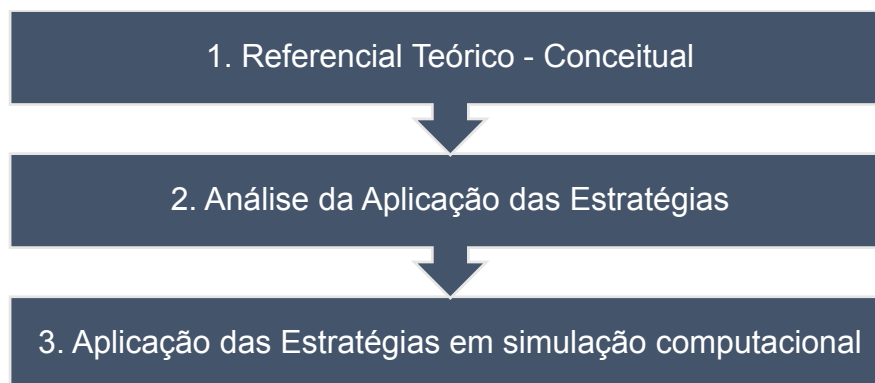 1. Referencial Teórico - Conceitual
2. Análise da Aplicação das Estratégias
3. Aplicação das Estratégias em simulação computacional